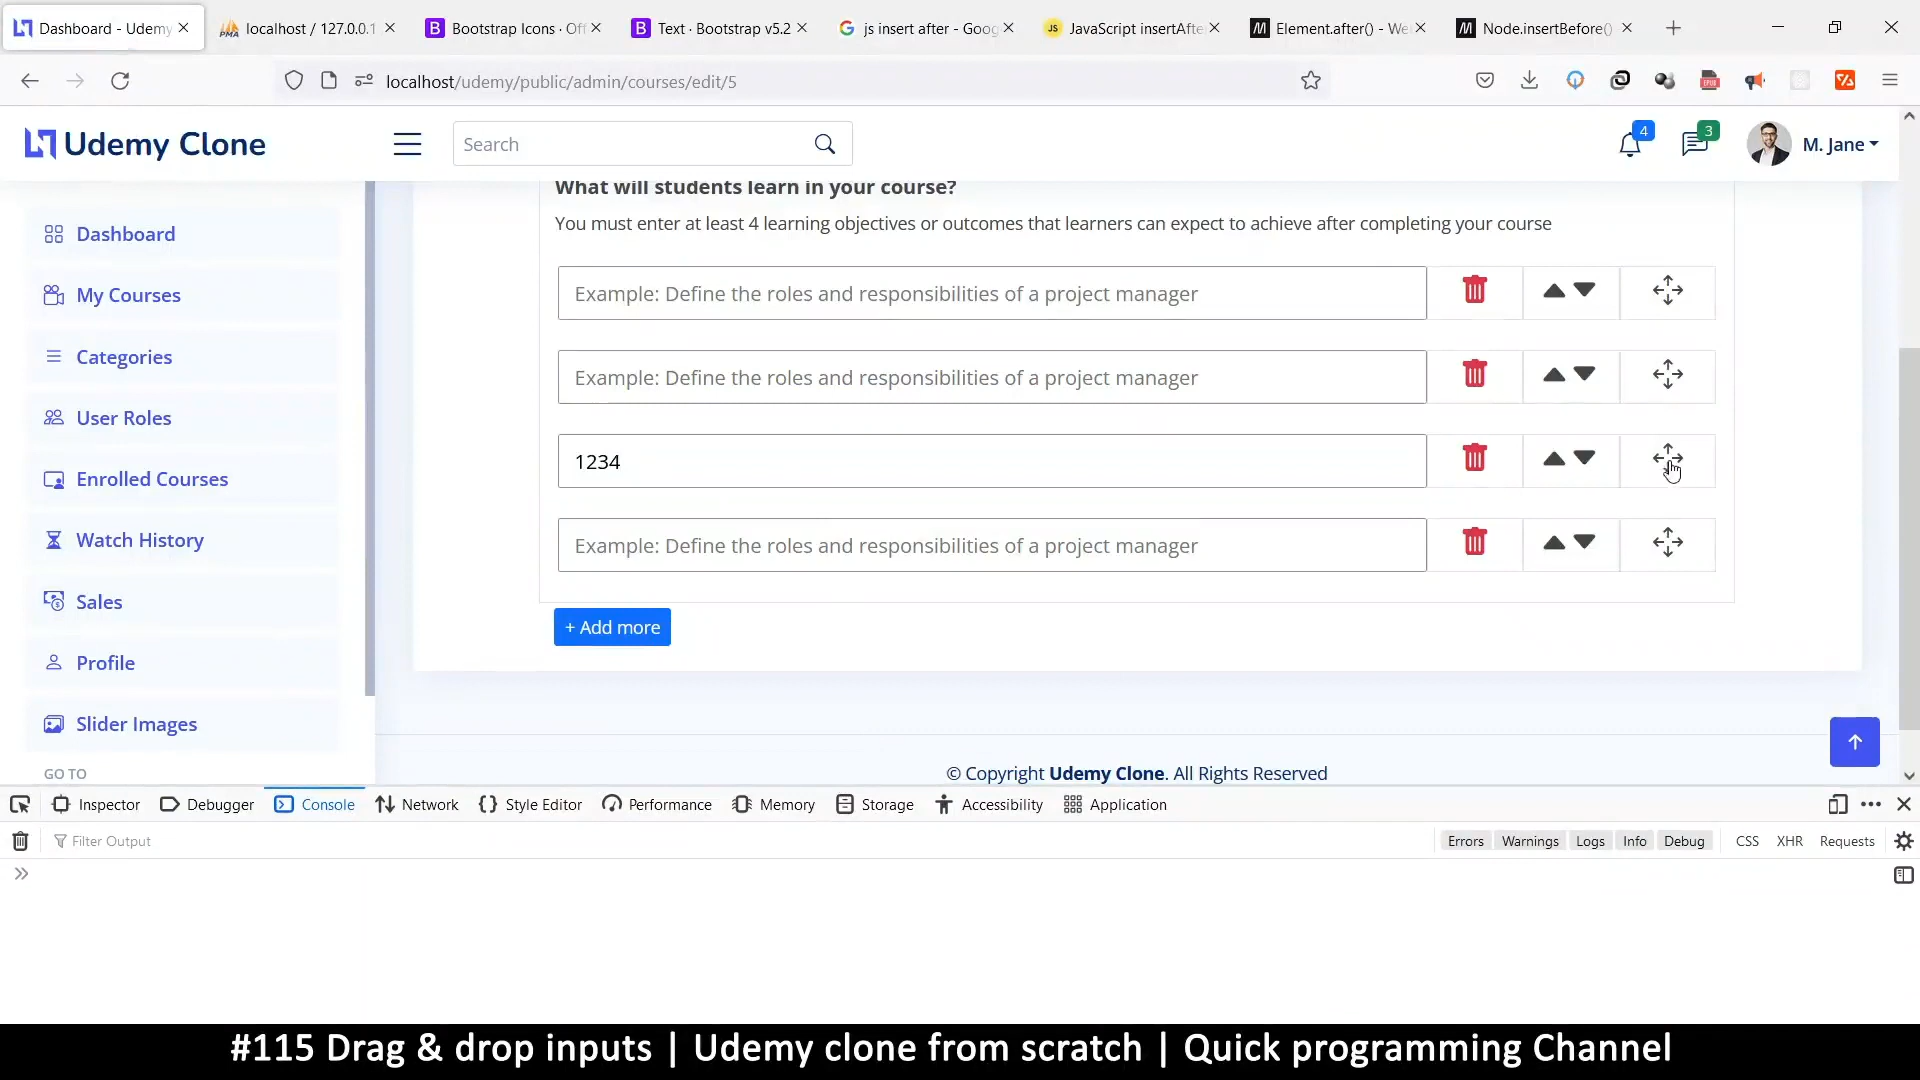 Dashboard - Udemy
localhost / 127.0.0.1
Bootstrap Icons · Off
Text · Bootstrap v5.2
js insert after - Goog
JavaScript insertAfte
Element.after() - We
Node.insertBefore()
localhost/udemy/public/admin/courses/edit/5
Udemy Clone
Search
4
3
M. Jane
Dashboard
My Courses
Categories
User Roles
Enrolled Courses
Watch History
Sales
Profile
Slider Images
GO TO
What will students learn in your course?
You must enter at least 4 learning objectives or outcomes that learners can expect to achieve after completing your course
Example: Define the roles and responsibilities of a project manager
Example: Define the roles and responsibilities of a project manager
1234
Example: Define the roles and responsibilities of a project manager
+ Add more
© Copyright Udemy Clone. All Rights Reserved
Inspector Debugger Console Network Style Editor Performance Memory Storage Accessibility Application
Filter Output
Errors Warnings Logs Info Debug CSS XHR Requests
#115 Drag & drop inputs | Udemy clone from scratch | Quick programming Channel